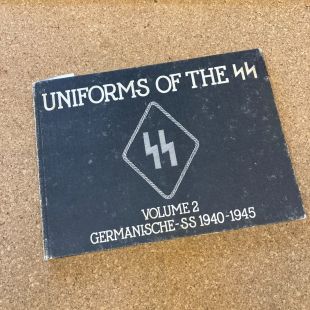 UNIFORMS OF THE SS
SS
VOLUME 2
GERMANISCHE-SS 1940-1945